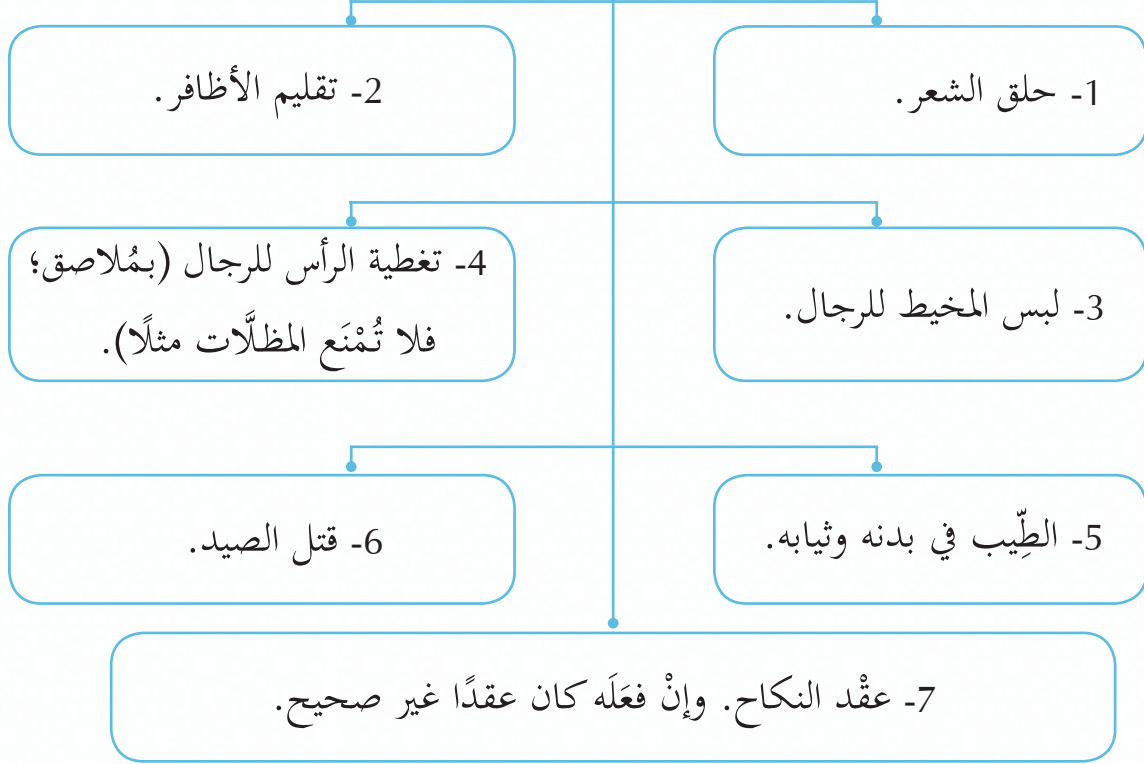 1- حلق الشعر.
2- تقليم الأظافر.
3- لبس المخيط للرجال.
4- تغطية الرأس للرجال (بمُلاصق؛
فلا تُمْنَع المظلَّات مثلًا).
5- الطِّيب في بدنه وثيابه.
6- قتل الصيد.
7- عقْد النكاح. وإنْ فعَلَه كان عقدًا غير صحيح.